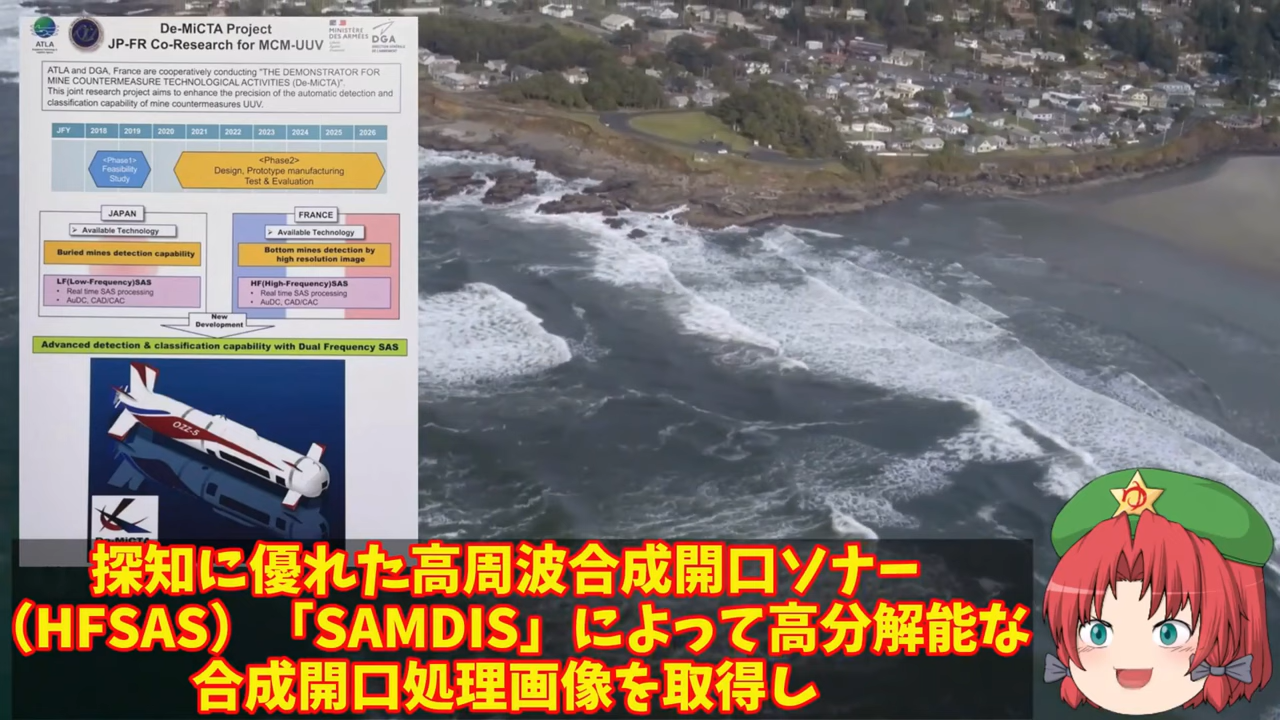 De-MiCTA Project
JP-FR Co-Research for MCM-UUV
ATLA
MINISTÈRE
DES ARMÉES
DGA
ATLA and DGA, France are cooperatively conducting "THE DEMONSTRATOR FOR
MINE COUNTERMEASURE TECHNOLOGICAL ACTIVITIES (De-MiCTA)".
This joint research project aims to enhance the precision of the automatic detection and
classification capability of mine countermeasures UUV.
JFY 2018 2019 2020 2021 2022 2023 2024 2025 2026
<Phase1>
Feasibility
Study
<Phase2>
Design, Prototype manufacturing
Test & Evaluation
JAPAN
➢ Available Technology
Buried mines detection capability
LF(Low-Frequency)SAS
• Real time SAS processing
• AuDC, CAD/CAC
FRANCE
➢ Available Technology
Bottom mines detection by
high resolution image
HF(High-Frequency)SAS
• Real time SAS processing
• AuDC, CAD/CAC
New
Development
Advanced detection & classification capability with Dual Frequency SAS
OZZ-5
De-MiCTA
探知に優れた高周波合成開口ソナー
（HFSAS）「SAMDIS」によって高分解能な
合成開口処理画像を取得し
ゆ